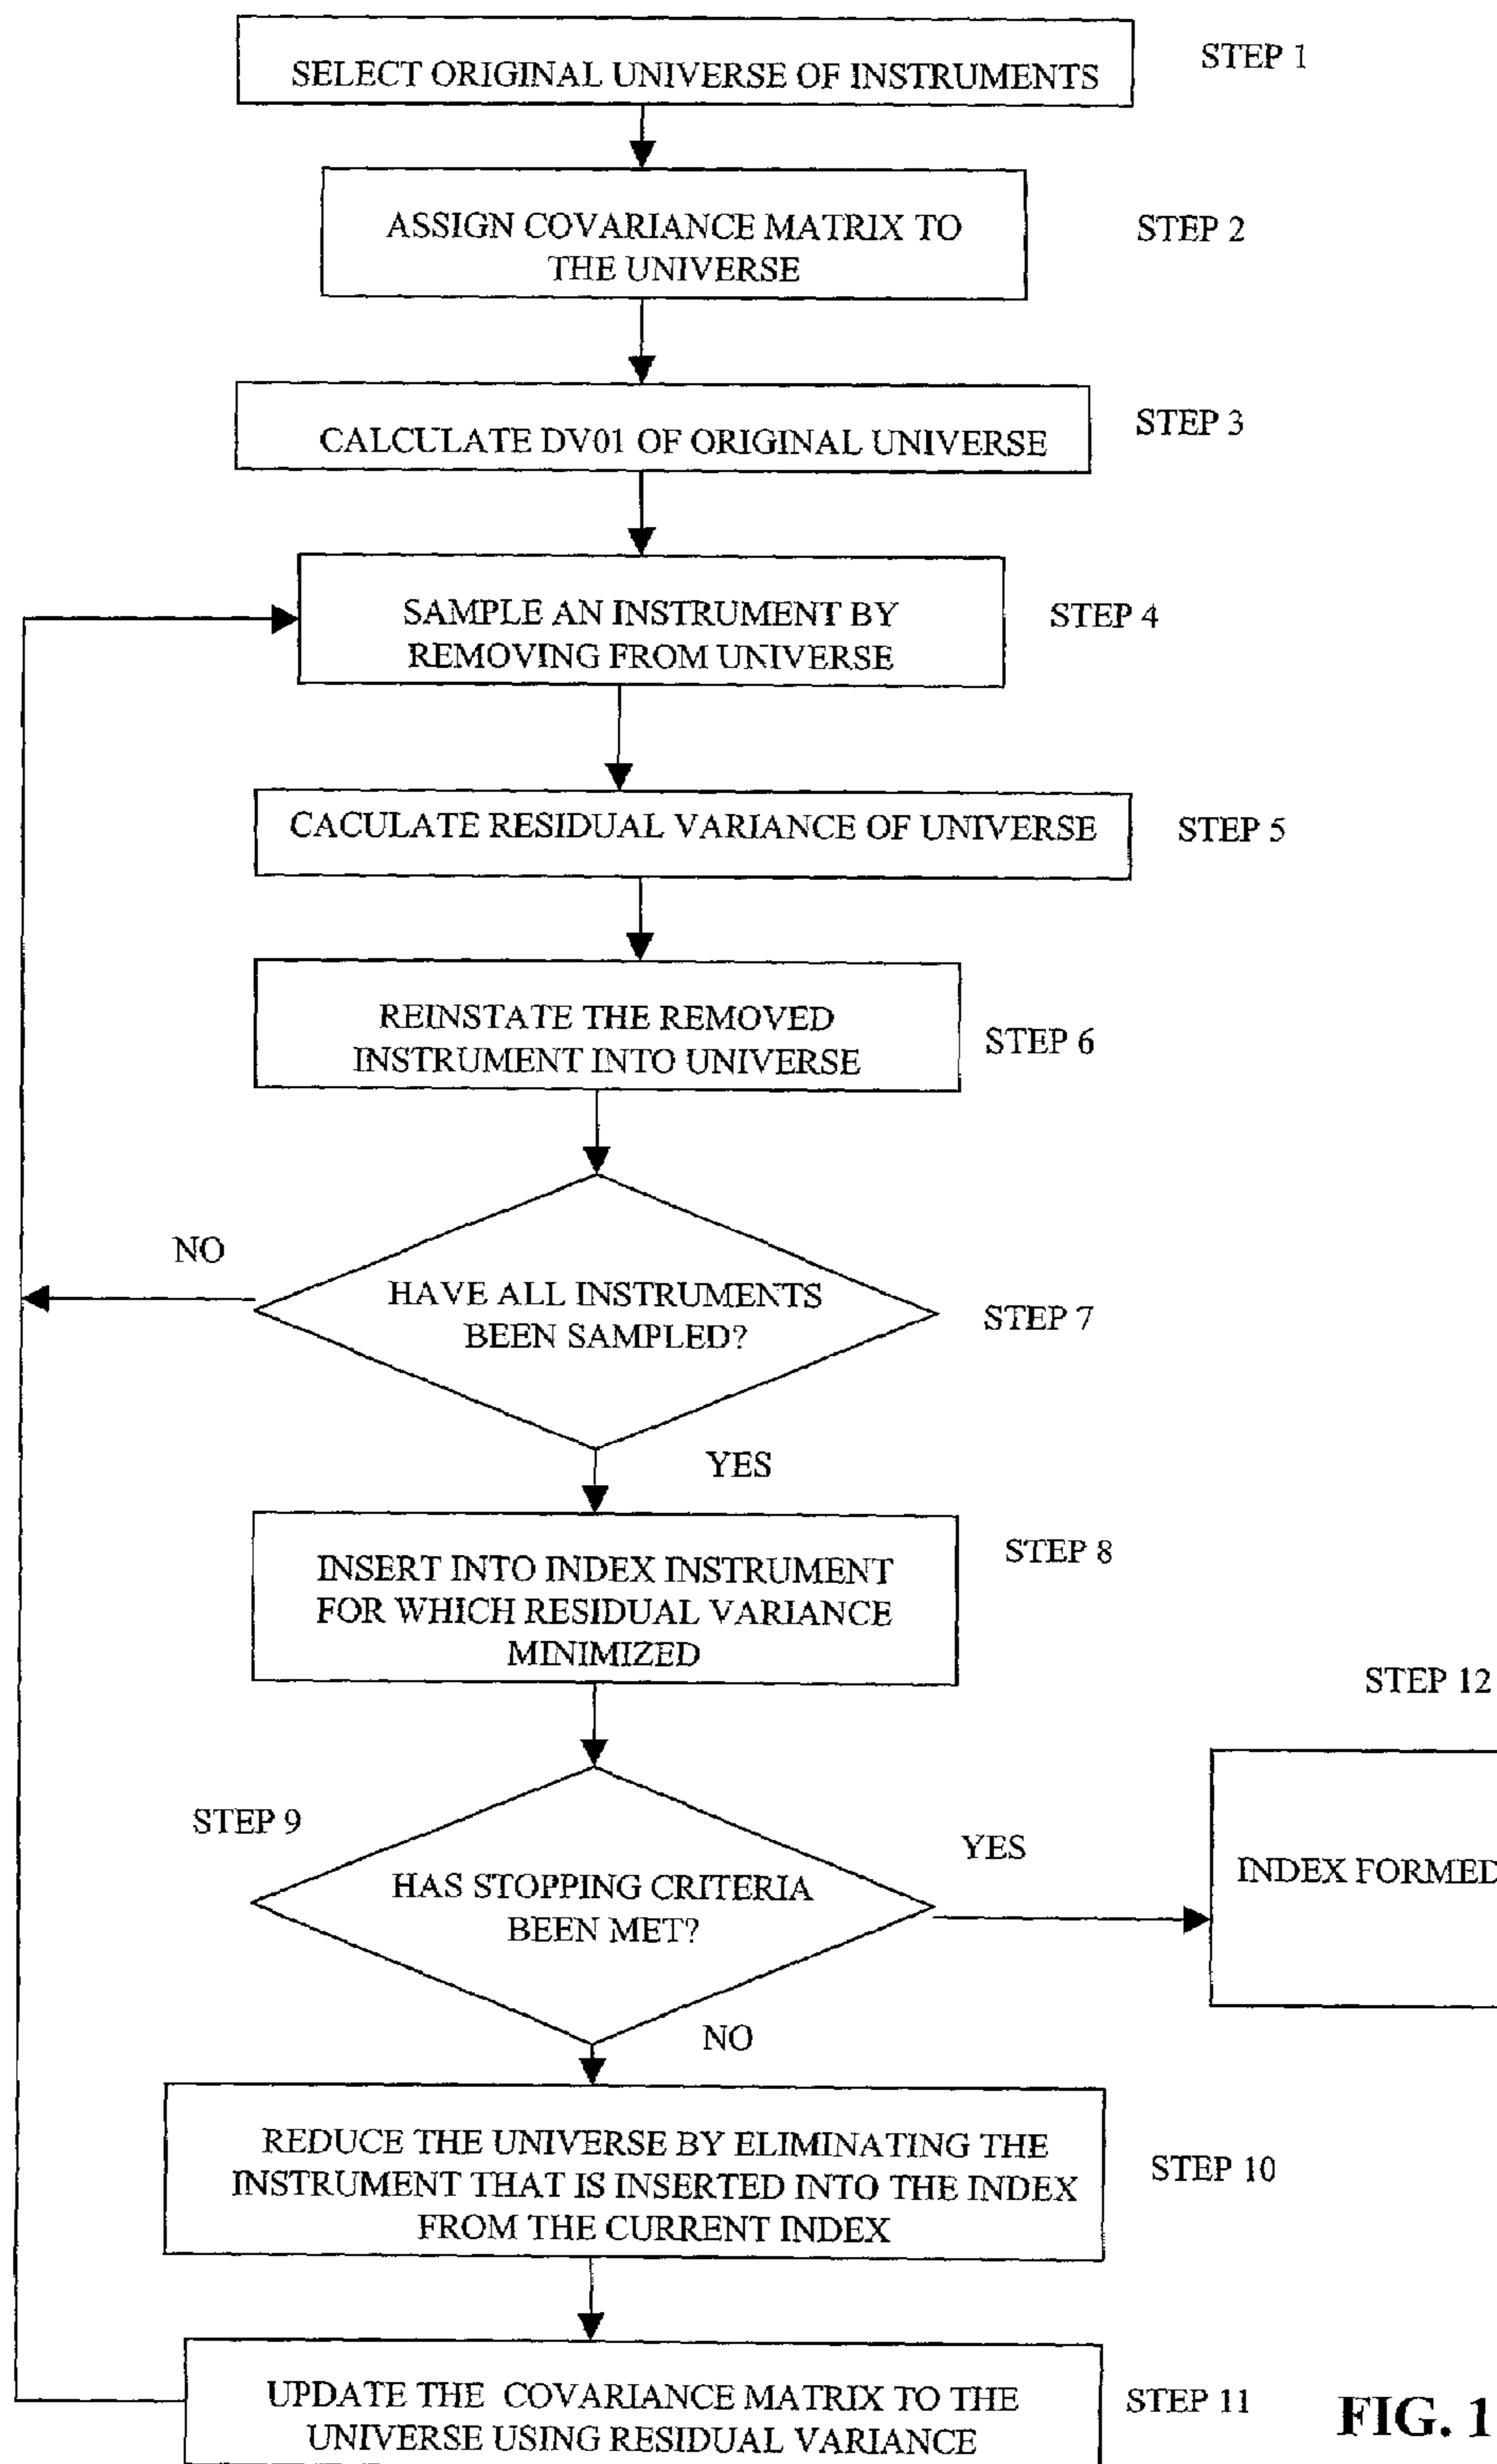 SELECT ORIGINAL UNIVERSE OF INSTRUMENTS
STEP 1
ASSIGN COVARIANCE MATRIX TO
THE UNIVERSE
STEP 2
CALCULATE DV01 OF ORIGINAL UNIVERSE
STEP 3
SAMPLE AN INSTRUMENT BY
REMOVING FROM UNIVERSE
STEP 4
CACULATE RESIDUAL VARIANCE OF UNIVERSE
STEP 5
REINSTATE THE REMOVED
INSTRUMENT INTO UNIVERSE
STEP 6
NO
HAVE ALL INSTRUMENTS
BEEN SAMPLED?
STEP 7
YES
INSERT INTO INDEX INSTRUMENT
FOR WHICH RESIDUAL VARIANCE
MINIMIZED
STEP 8
STEP 12
STEP 9
HAS STOPPING CRITERIA
BEEN MET?
YES
INDEX FORMED
NO
REDUCE THE UNIVERSE BY ELIMINATING THE
INSTRUMENT THAT IS INSERTED INTO THE INDEX
FROM THE CURRENT INDEX
STEP 10
UPDATE THE COVARIANCE MATRIX TO THE
UNIVERSE USING RESIDUAL VARIANCE
STEP 11
FIG. 1